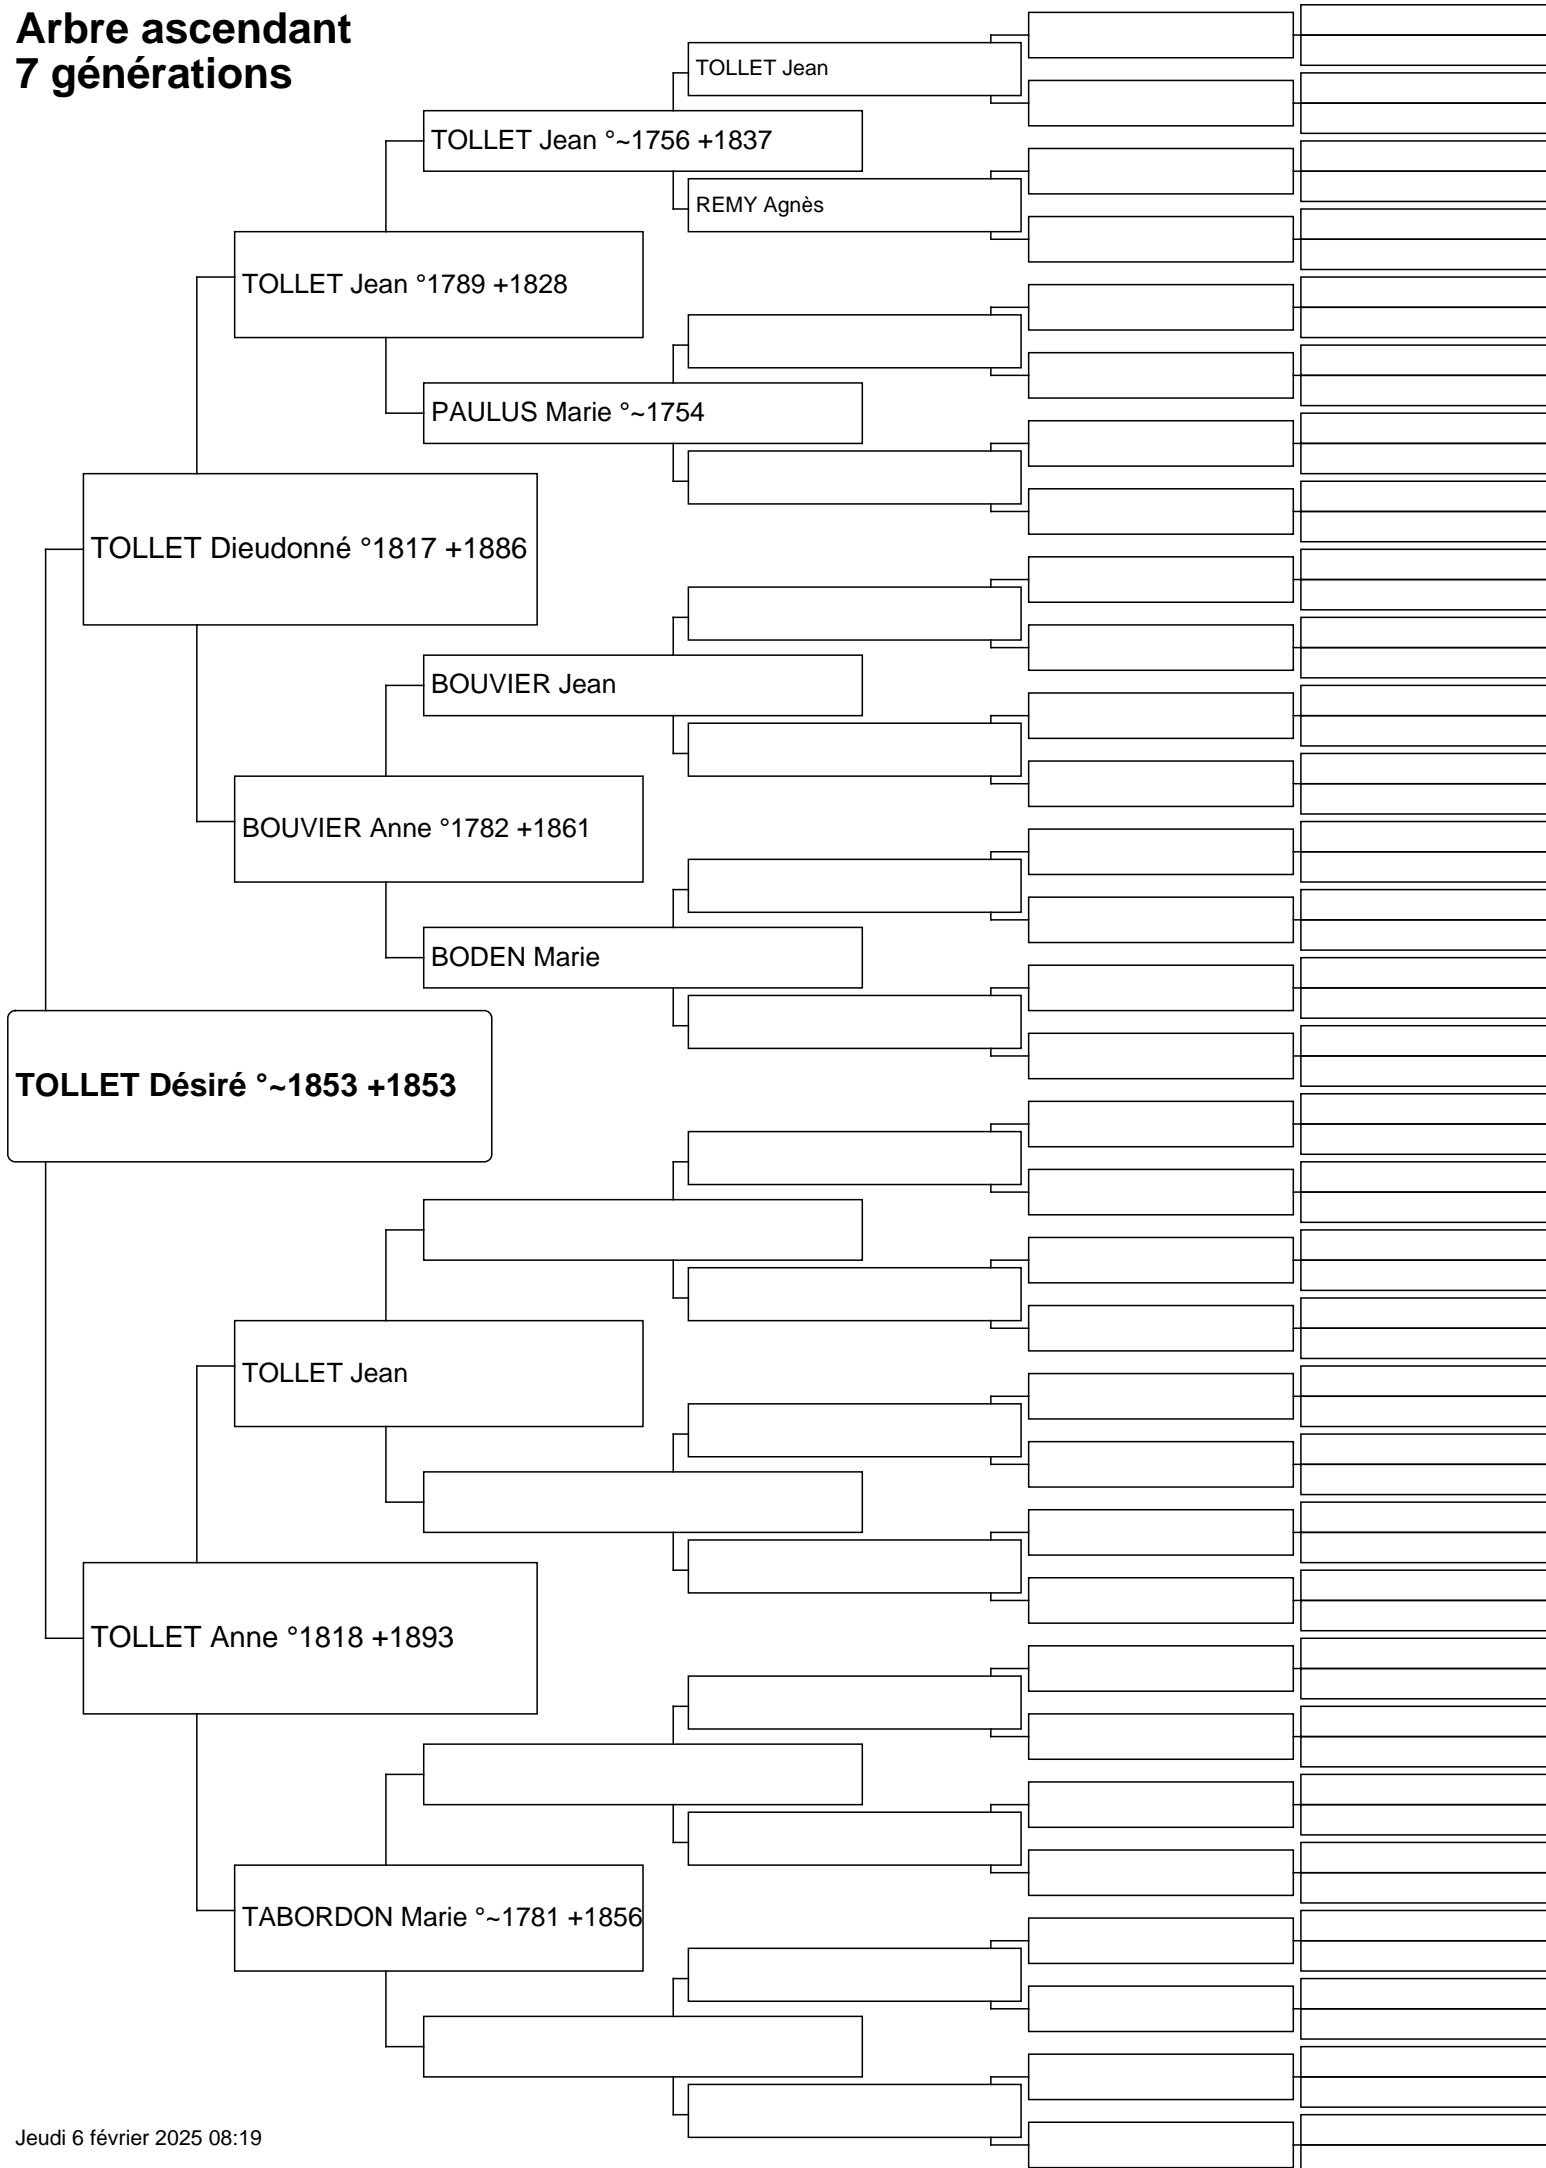 Arbre ascendant
7 générations
TOLLET Jean
TOLLET Jean °~1756 +1837
REMY Agnès
TOLLET Jean °1789 +1828
PAULUS Marie °~1754
TOLLET Dieudonné °1817 +1886
BOUVIER Jean
BOUVIER Anne °1782 +1861
BODEN Marie
TOLLET Désiré °~1853 +1853
TOLLET Jean
TOLLET Anne °1818 +1893
TABORDON Marie °~1781 +1856
Jeudi 6 février 2025 08:19